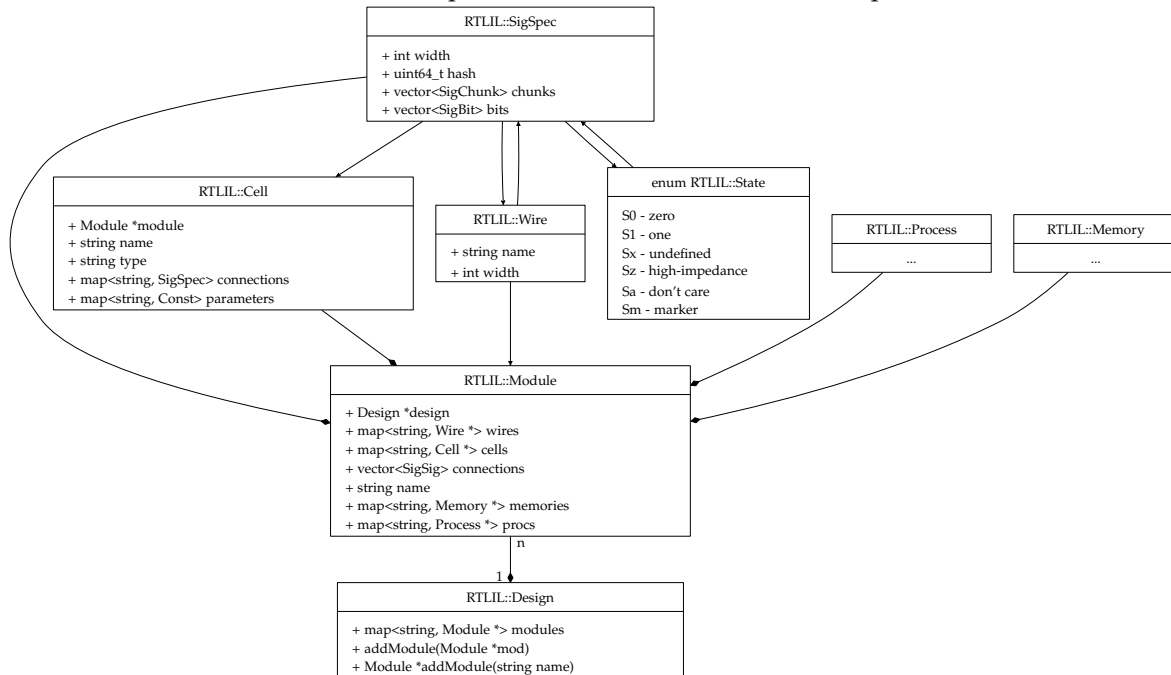 RTLIL::SigSpec
+ int width
+ uint64_t hash
+ vector<SigChunk> chunks
+ vector<SigBit> bits
RTLIL::Cell
+ Module *module
+ string name
+ string type
+ map<string, SigSpec> connections
+ map<string, Const> parameters
RTLIL::Wire
+ string name
+ int width
enum RTLIL::State
S0 - zero
S1 - one
Sx - undefined
Sz - high-impedance
Sa - don't care
Sm - marker
RTLIL::Process
...
RTLIL::Memory
...
RTLIL::Module
+ Design *design
+ map<string, Wire *> wires
+ map<string, Cell *> cells
+ vector<SigSig> connections
+ string name
+ map<string, Memory *> memories
+ map<string, Process *> procs
n
1
RTLIL::Design
+ map<string, Module *> modules
+ addModule(Module *mod)
+ Module *addModule(string name)